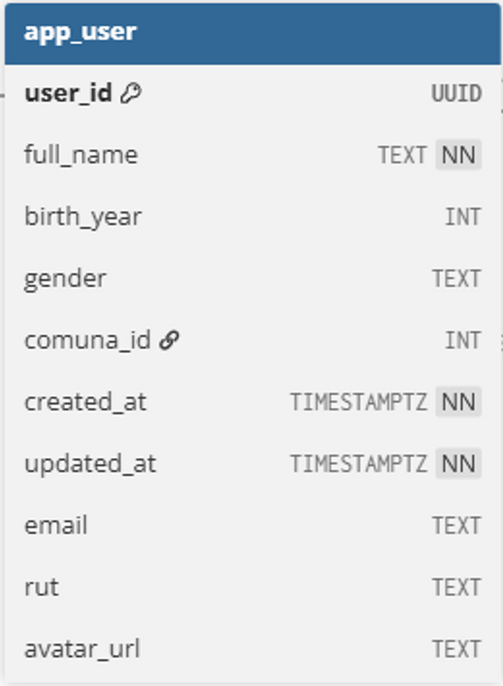 app_user
user_id UUID
full_name TEXT NN
birth_year INT
gender TEXT
comuna_id INT
created_at TIMESTAMPTZ NN
updated_at TIMESTAMPTZ NN
email TEXT
rut TEXT
avatar_url TEXT